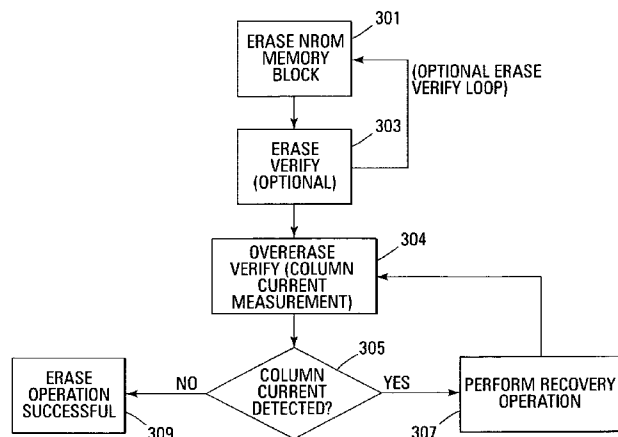 301
ERASE NROM
MEMORY
BLOCK
(OPTIONAL ERASE
VERIFY LOOP)
303
ERASE
VERIFY
(OPTIONAL)
304
OVERERASE
VERIFY (COLUMN
CURRENT
MEASUREMENT)
305
ERASE
OPERATION
SUCCESSFUL
NO
COLUMN
CURRENT
DETECTED?
YES
PERFORM RECOVERY
OPERATION
309
307